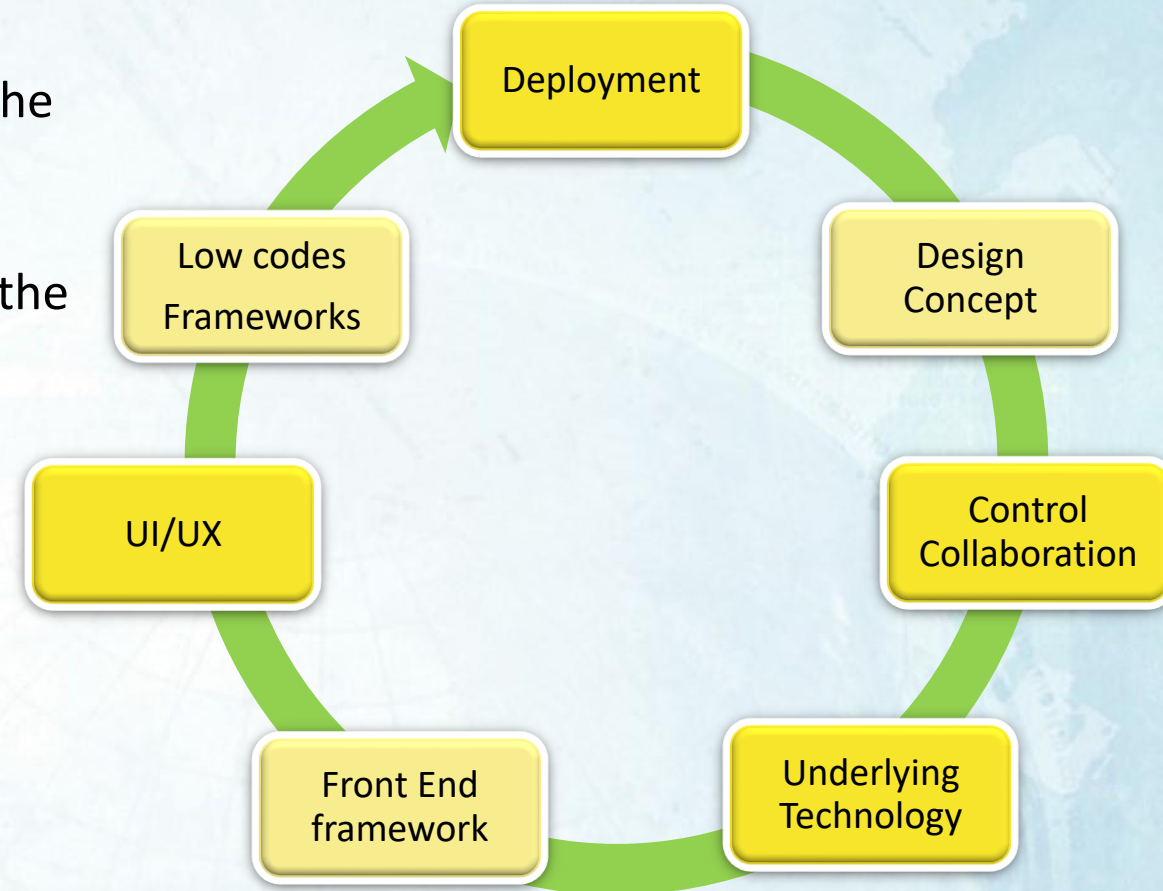 he
the
Deployment
Design
Concept
Control
Collaboration
Underlying
Technology
Front End
framework
UI/UX
Low codes
Frameworks